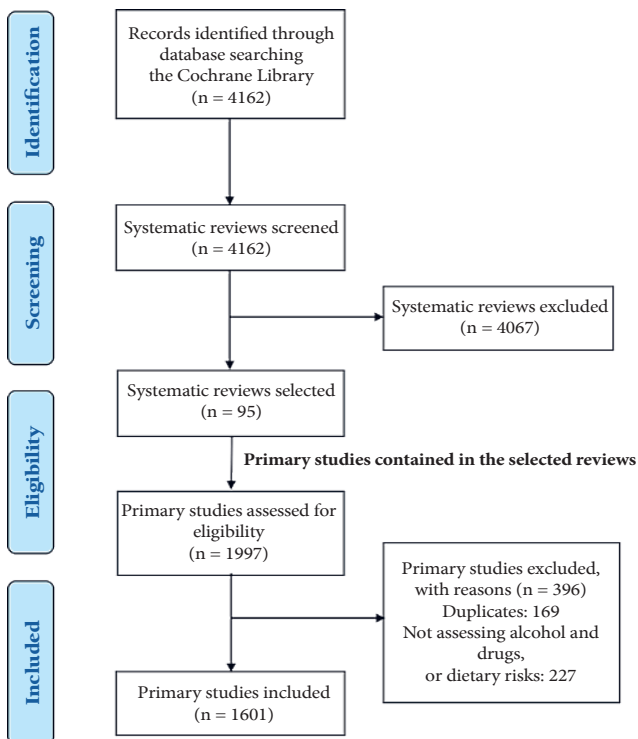 Identification
Records identified through
database searching
the Cochrane Library
(n = 4162)
Screening
Systematic reviews screened
(n = 4162)
Systematic reviews excluded
(n = 4067)
Eligibility
Systematic reviews selected
(n = 95)
Primary studies contained in the selected reviews
Primary studies assessed for
eligibility
(n = 1997)
Included
Primary studies excluded,
with reasons (n = 396)
Duplicates: 169
Not assessing alcohol and
drugs,
or dietary risks: 227
Primary studies included
(n = 1601)